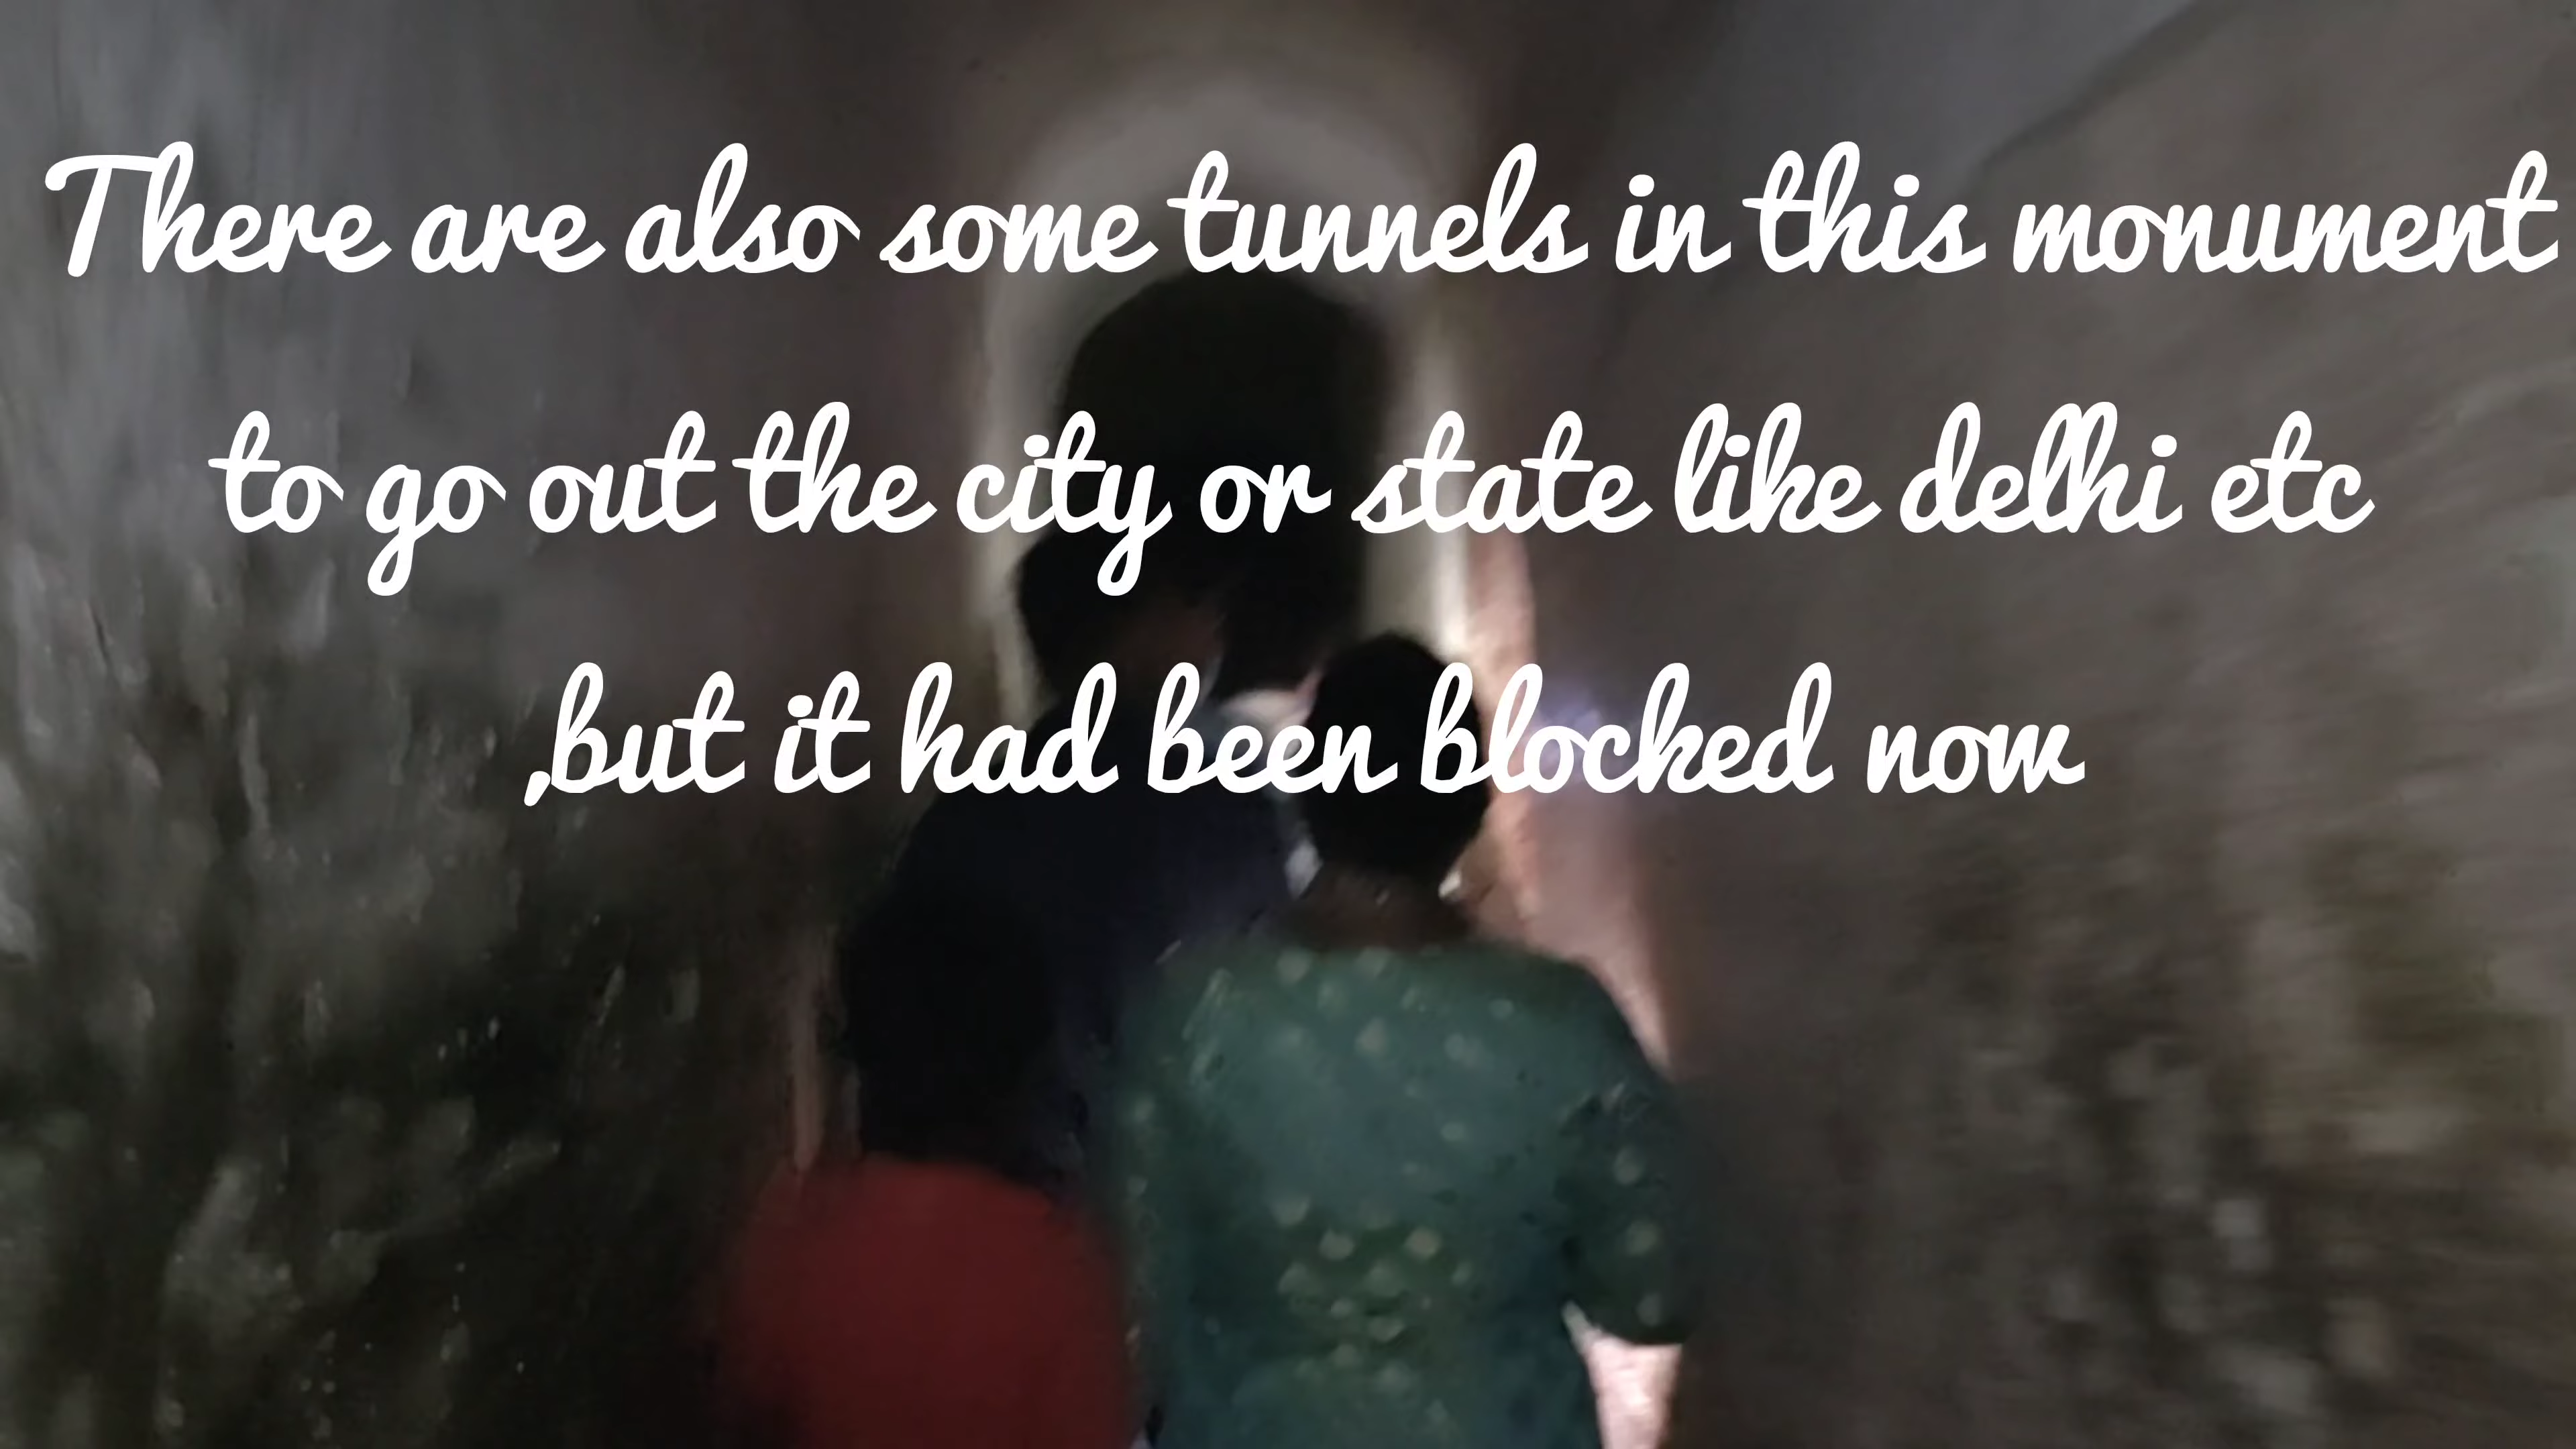 There are also some tunnels in this monument
to go out the city or state like delhi etc
,but it had been blocked now